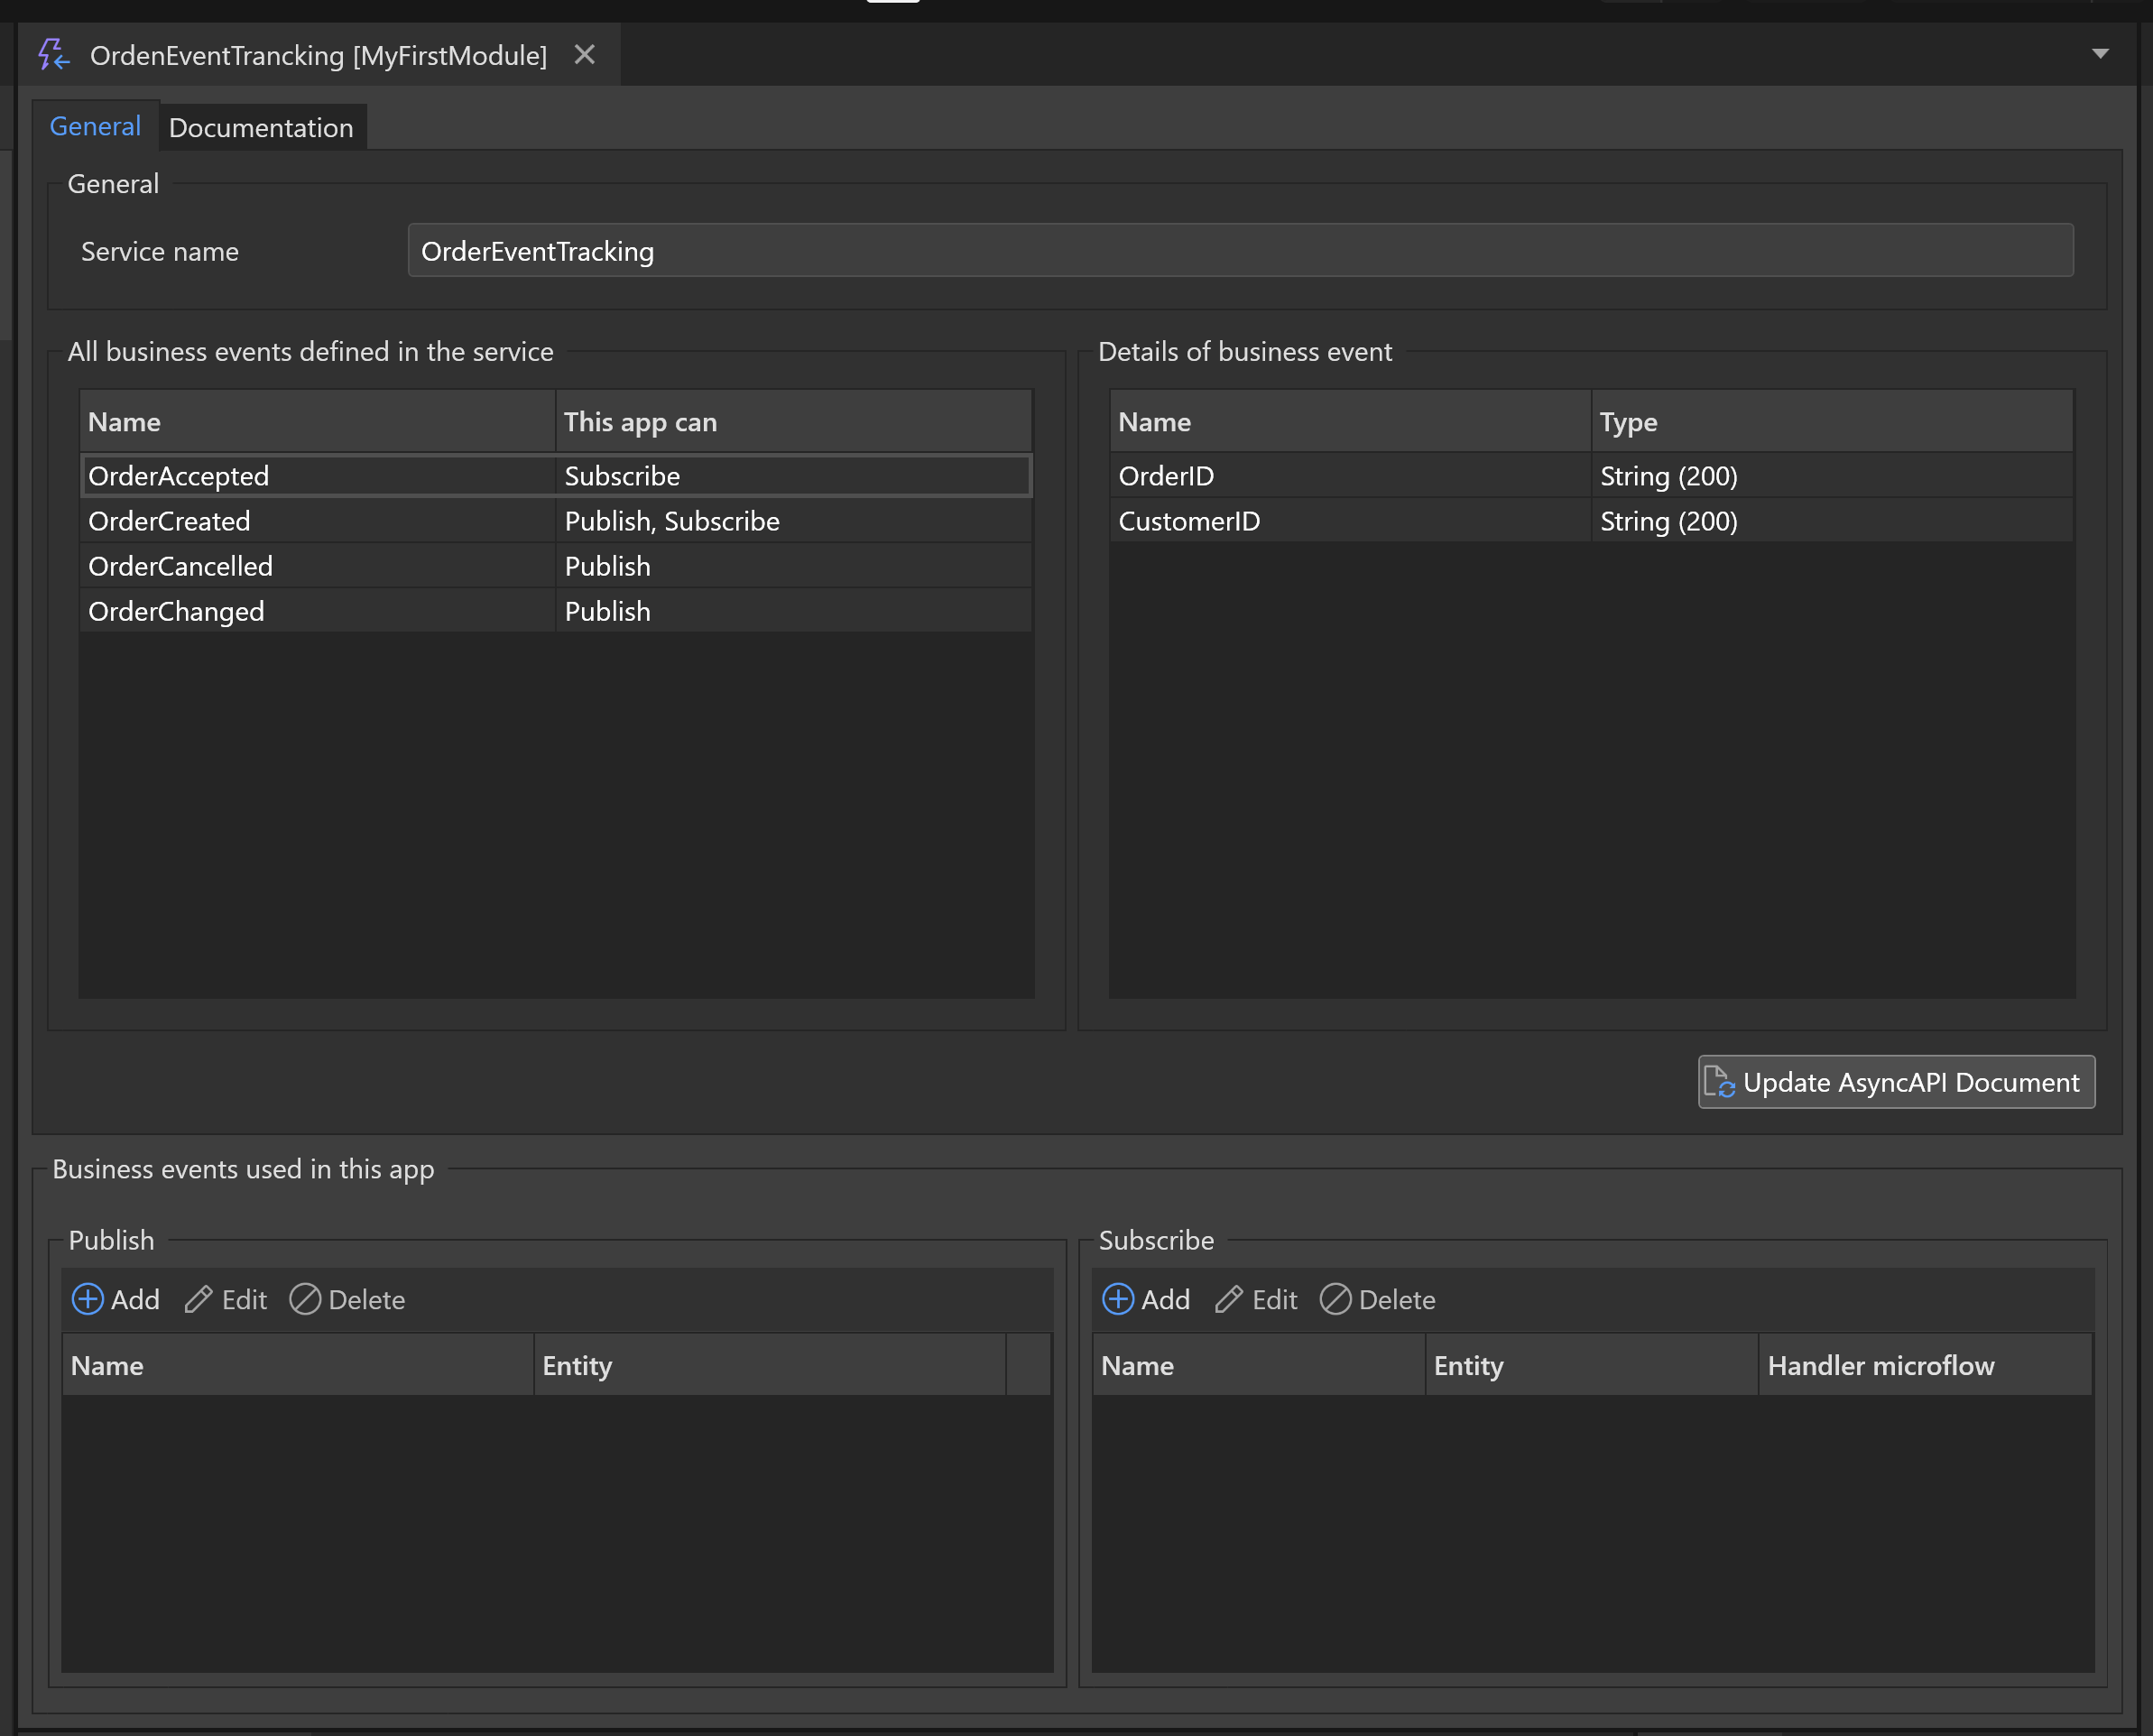 OrdenEventTrancking [MyFirstModule]
General Documentation
General
Service name OrderEventTracking
All business events defined in the service
Name This app can
OrderAccepted Subscribe
OrderCreated Publish, Subscribe
OrderCancelled Publish
OrderChanged Publish
Details of business event
Name Type
OrderID String (200)
CustomerID String (200)
Update AsyncAPI Document
Business events used in this app
Publish
Add Edit Delete
Name Entity
Subscribe
Add Edit Delete
Name Entity Handler microflow